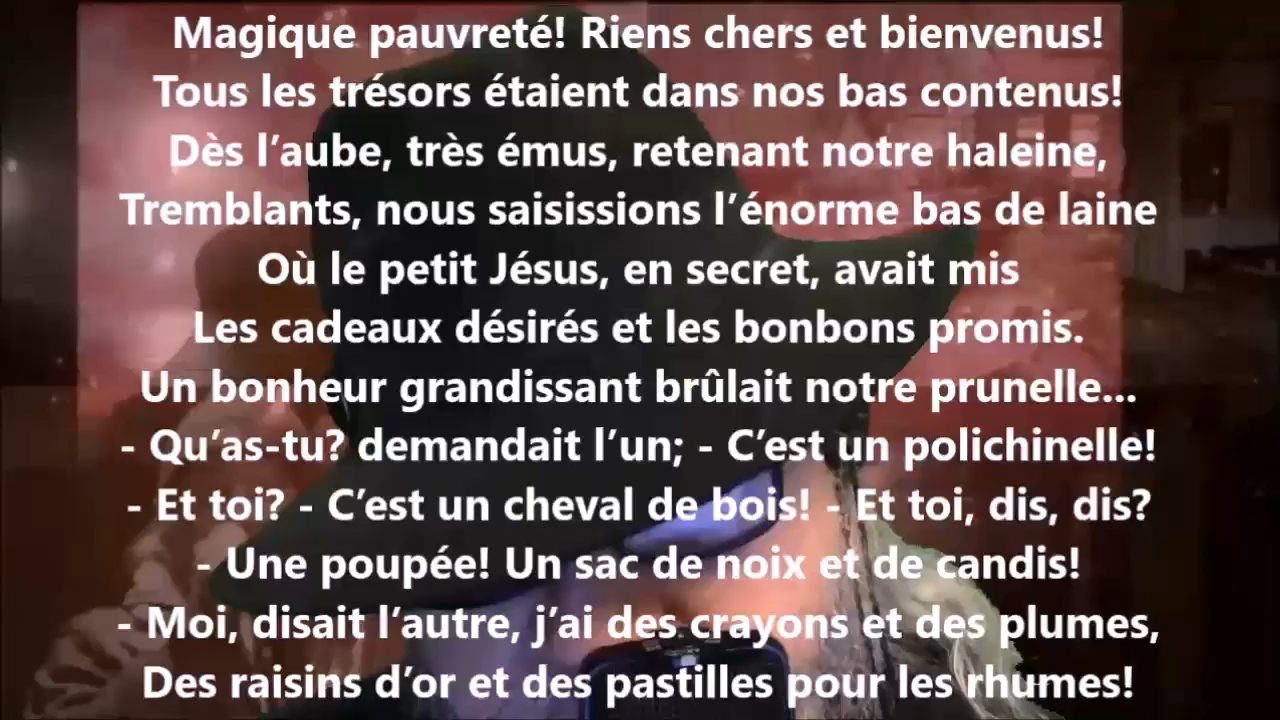 Magique pauvreté! Riens chers et bienvenus!
Tous les trésors étaient dans nos bas contenus!
Dès l’aube, très émus, retenant notre haleine,
Tremblants, nous saisissions l’énorme bas de laine
Où le petit Jésus, en secret, avait mis
Les cadeaux désirés et les bonbons promis.
Un bonheur grandissant brûlait notre prunelle...
- Qu’as-tu? demandait l’un; - C’est un polichinelle!
- Et toi? - C’est un cheval de bois! - Et toi, dis, dis?
- Une poupée! Un sac de noix et de candis!
- Moi, disait l’autre, j’ai des crayons et des plumes,
Des raisins d’or et des pastilles pour les rhumes!